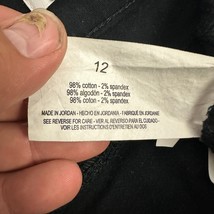 12
98% cotton - 2% spandex
98% algodon - 2% spandex
98% coton - 2% spandex
MADE IN JORDAN - HECHO EN JORDANIA - FABRIQUÉ EN JORDANIE
SEE REVERSE FOR CARE - VER AL REVERSO PARA EL CUIDADO
VOIR LES INSTRUCTIONS D'ENTRETIEN AU DOS